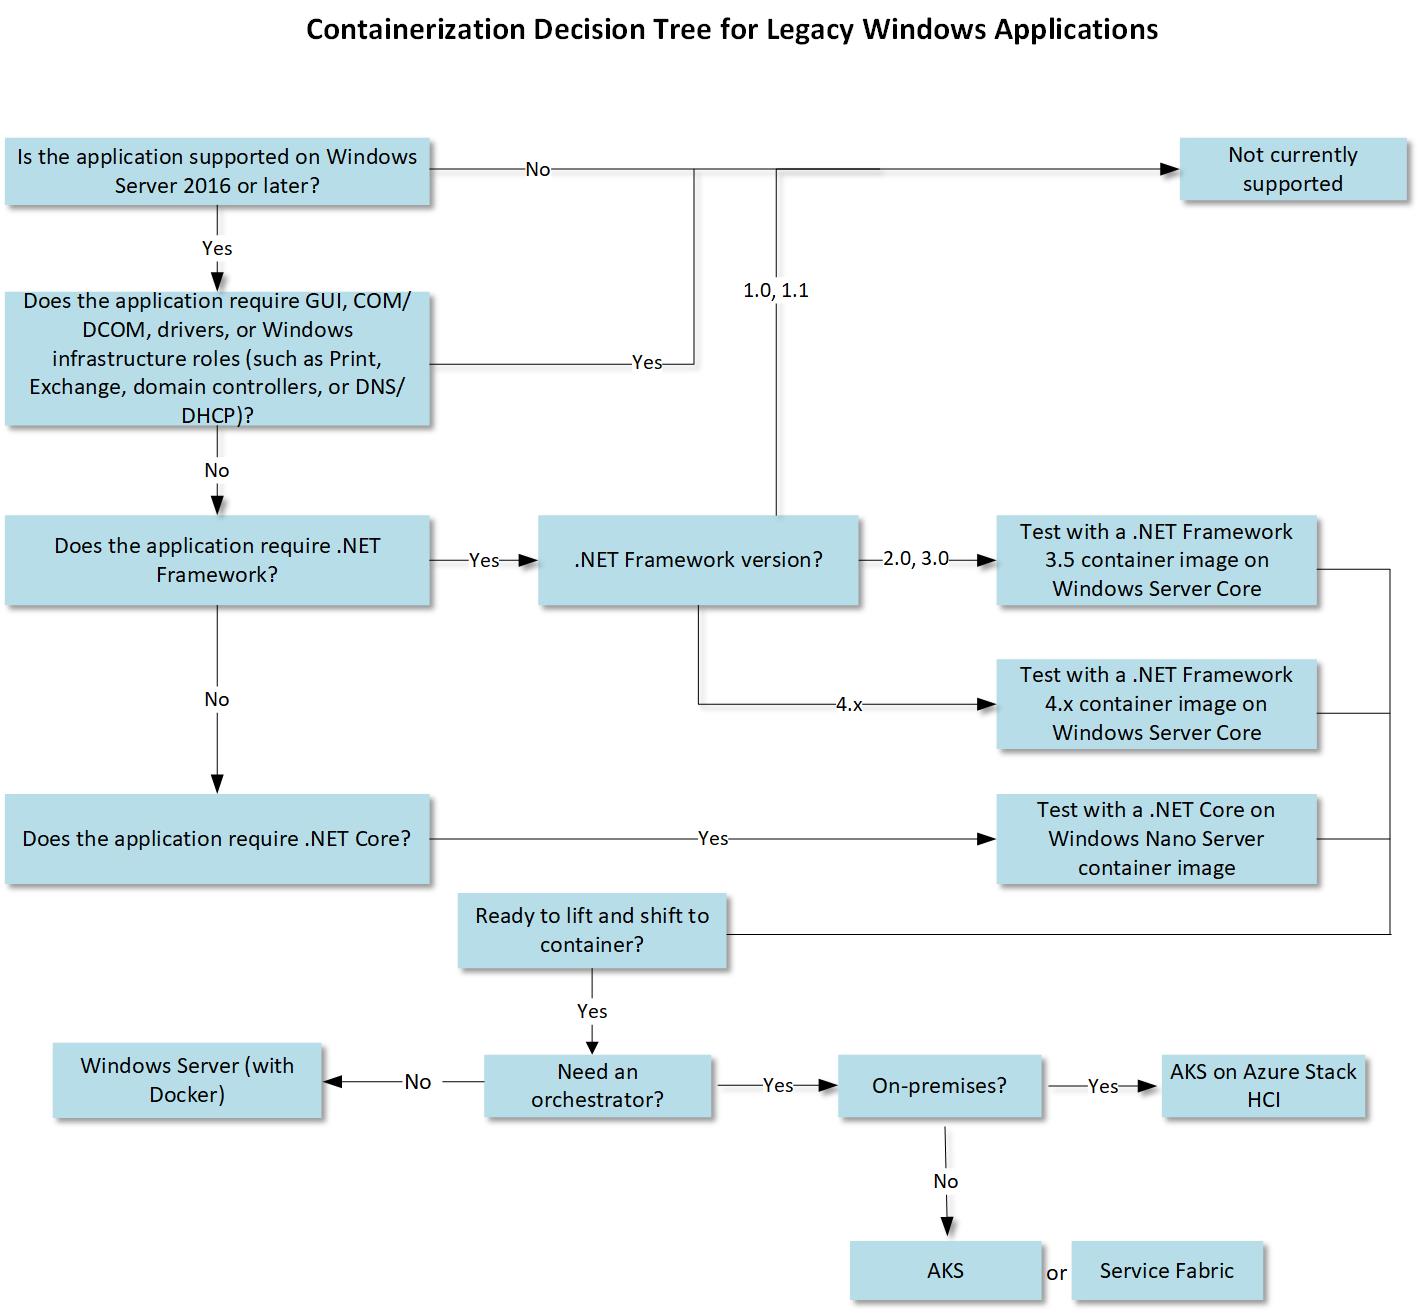 Containerization Decision Tree for Legacy Windows Applications
Is the application supported on Windows
Server 2016 or later?
No
Not currently
supported
Yes
Does the application require GUI, COM/
DCOM, drivers, or Windows
infrastructure roles (such as Print,
Exchange, domain controllers, or DNS/
DHCP)?
Yes
1.0, 1.1
No
Does the application require .NET
Framework?
Yes
.NET Framework version?
2.0, 3.0
Test with a .NET Framework
3.5 container image on
Windows Server Core
4.x
Test with a .NET Framework
4.x container image on
Windows Server Core
No
Does the application require .NET Core?
Yes
Test with a .NET Core on
Windows Nano Server
container image
Ready to lift and shift to
container?
Yes
Windows Server (with
Docker)
No
Need an
orchestrator?
Yes
On-premises?
Yes
AKS on Azure Stack
HCI
No
AKS
or
Service Fabric